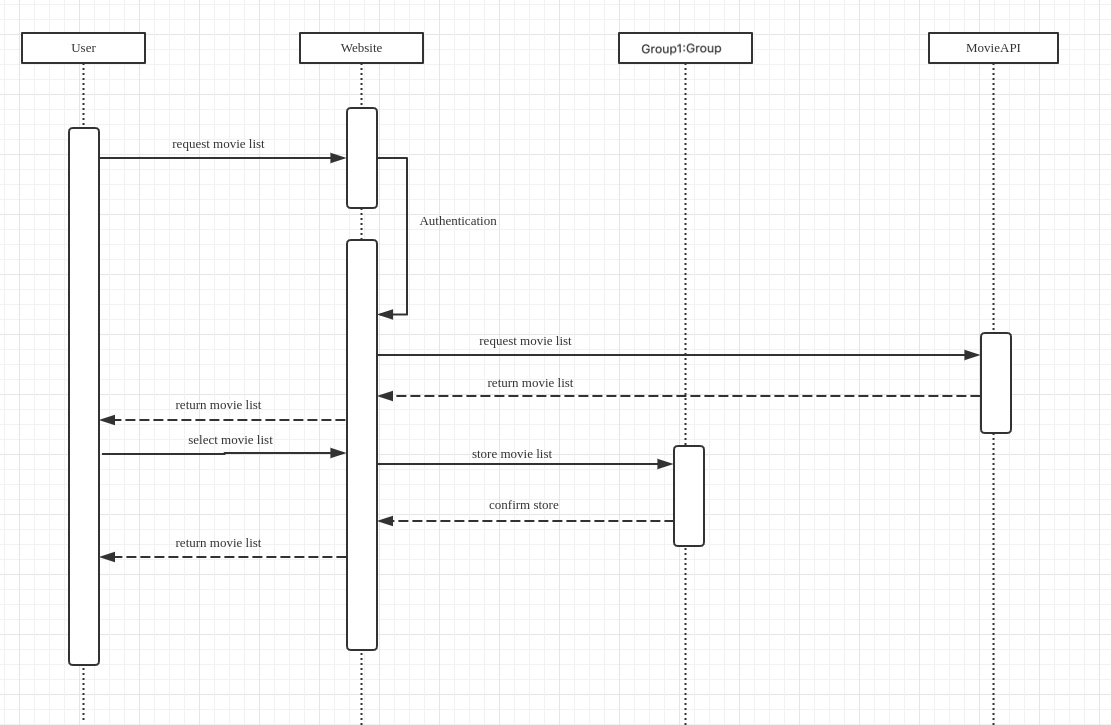 User
Website
Group1:Group
MovieAPI
request movie list
Authentication
request movie list
return movie list
return movie list
select movie list
store movie list
confirm store
return movie list